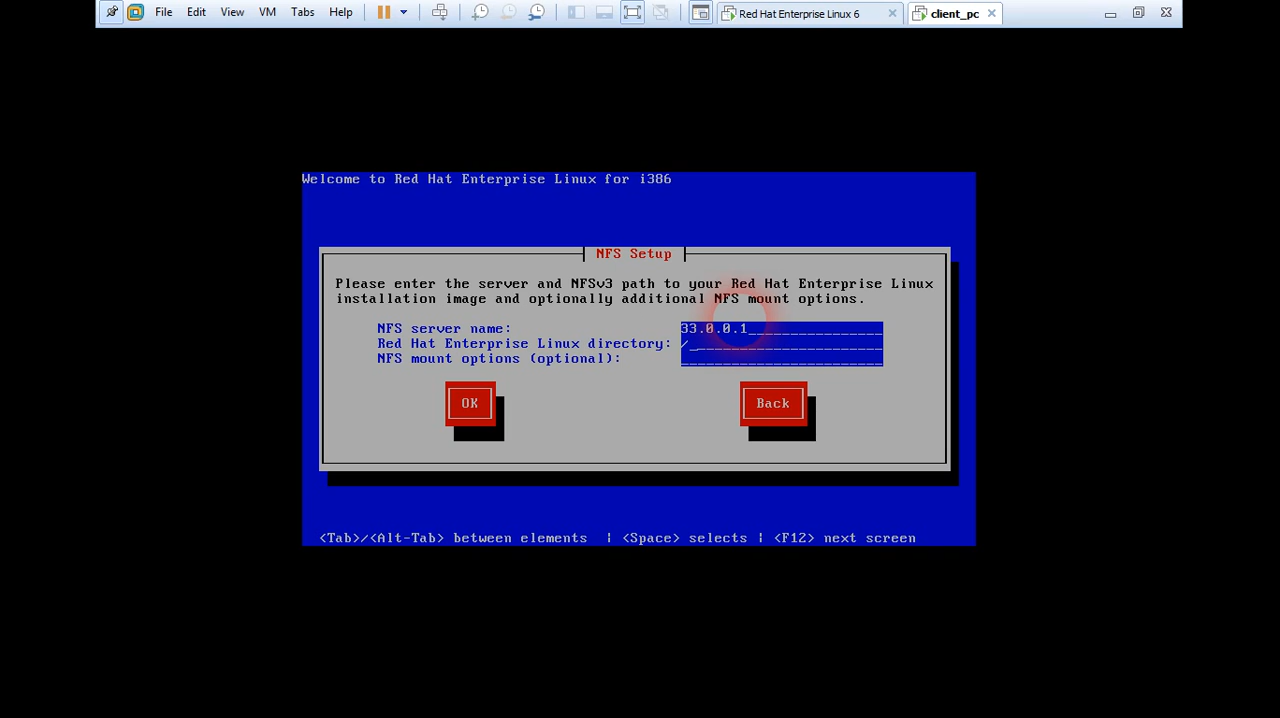 File Edit View VM Tabs Help Red Hat Enterprise Linux 6 client_pc
Welcome to Red Hat Enterprise Linux for i386
NFS Setup
Please enter the server and NFSv3 path to your Red Hat Enterprise Linux
installation image and optionally additional NFS mount options.
NFS server name: 33.0.0.1________________
Red Hat Enterprise Linux directory: /_______________________
NFS mount options (optional): ________________________
OK Back
<Tab>/<Alt-Tab> between elements | <Space> selects | <F12> next screen